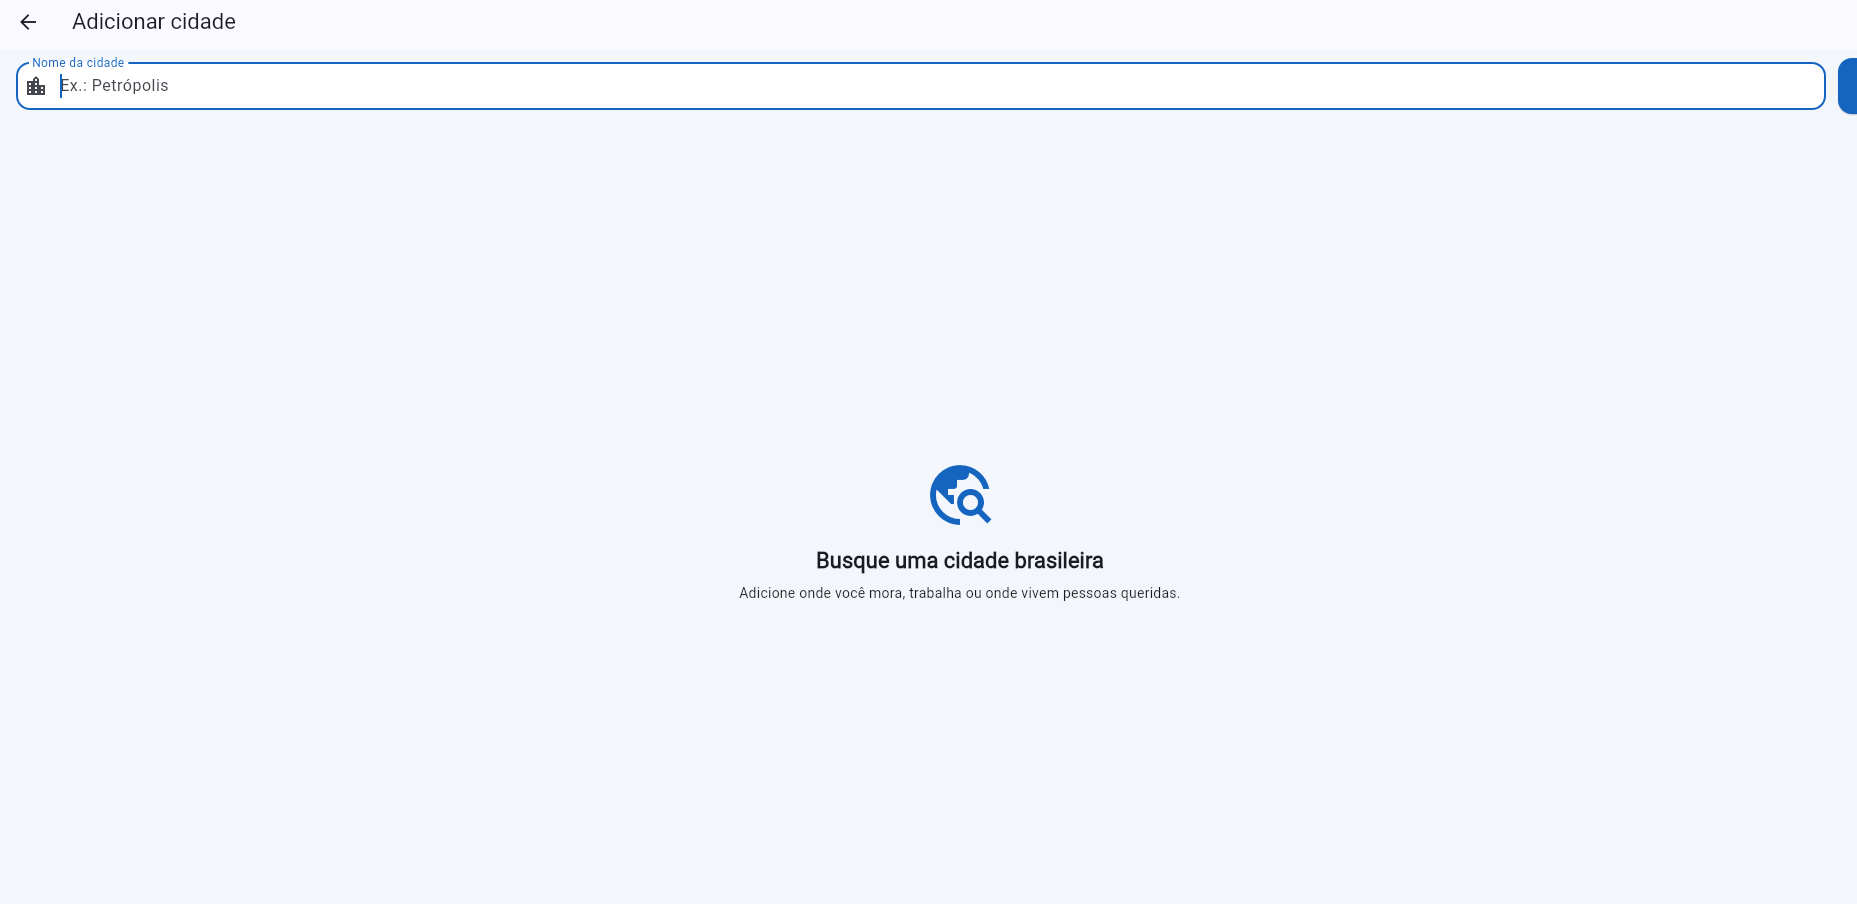 Adicionar cidade
Nome da cidade
Ex.: Petrópolis
Busque uma cidade brasileira
Adicione onde você mora, trabalha ou onde vivem pessoas queridas.